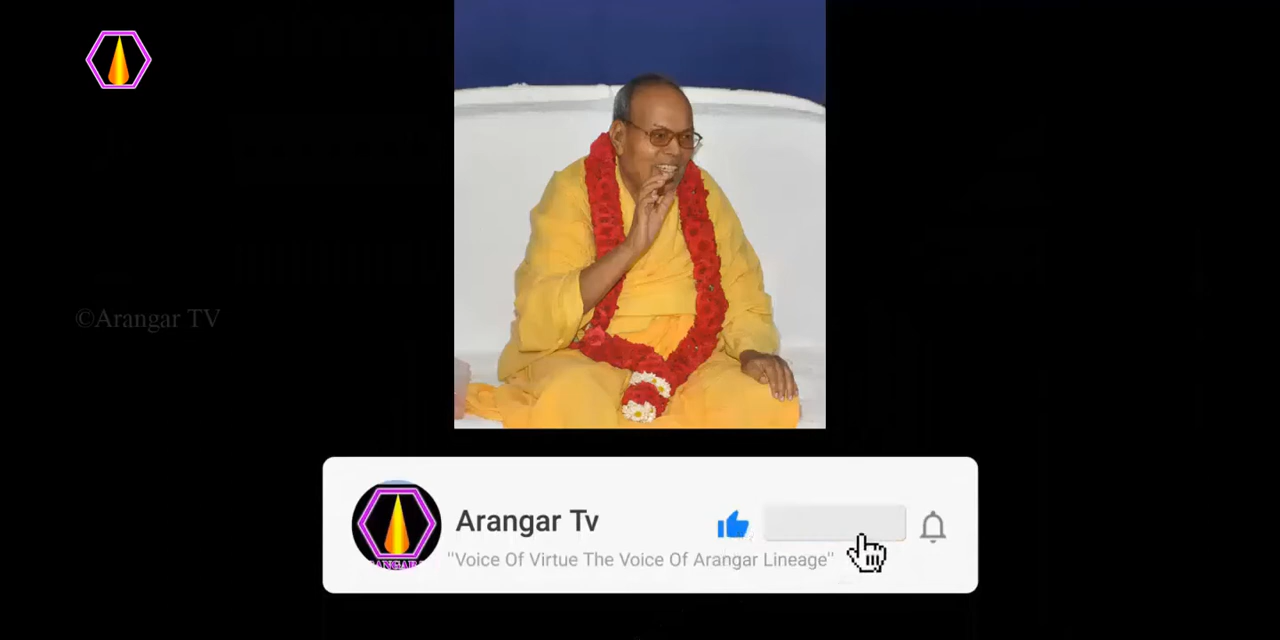 ©Arangar TV
Arangar Tv
"Voice Of Virtue The Voice Of Arangar Lineage"